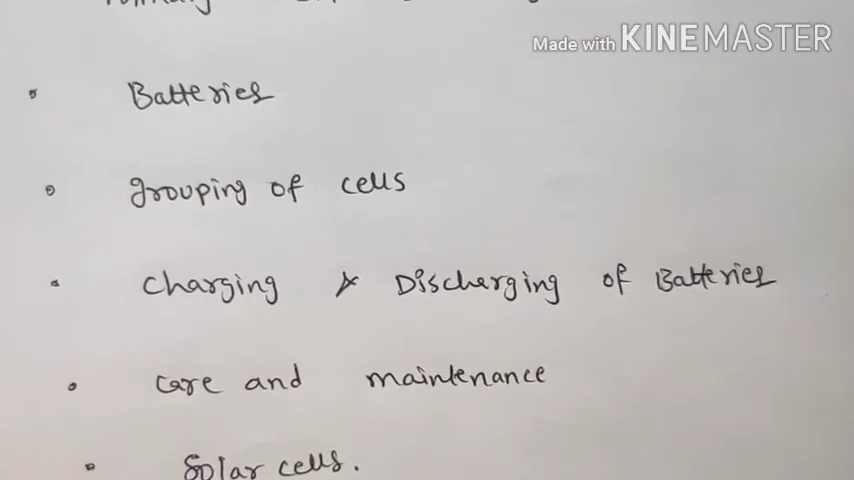 Made with KINEMASTER
• Batteries
• grouping of cells
• charging & Discharging of Batteries
• care and maintenance
• Solar cells.